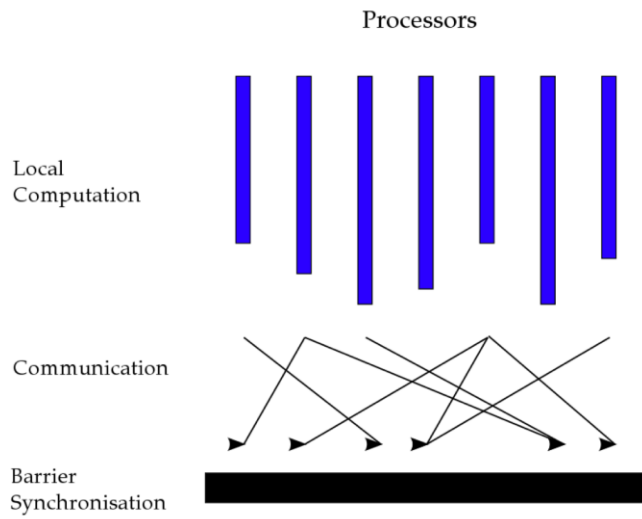 Processors
Local
Computation
Communication
Barrier
Synchronisation